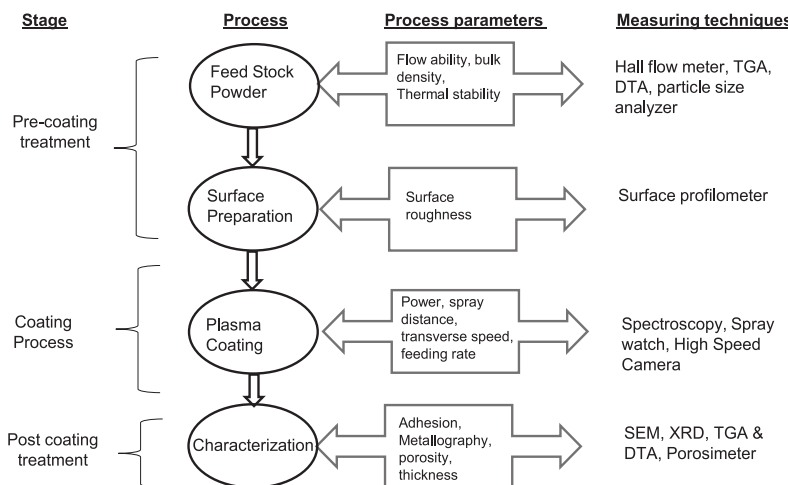 Stage
Process
Process parameters
Measuring techniques
Pre-coating
treatment
Feed Stock
Powder
Flow ability, bulk
density,
Thermal stability
Hall flow meter, TGA,
DTA, particle size
analyzer
Surface
Preparation
Surface
roughness
Surface profilometer
Coating
Process
Plasma
Coating
Power, spray
distance,
transverse speed,
feeding rate
Spectroscopy, Spray
watch, High Speed
Camera
Post coating
treatment
Characterization
Adhesion,
Metallography,
porosity,
thickness
SEM, XRD, TGA &
DTA, Porosimeter